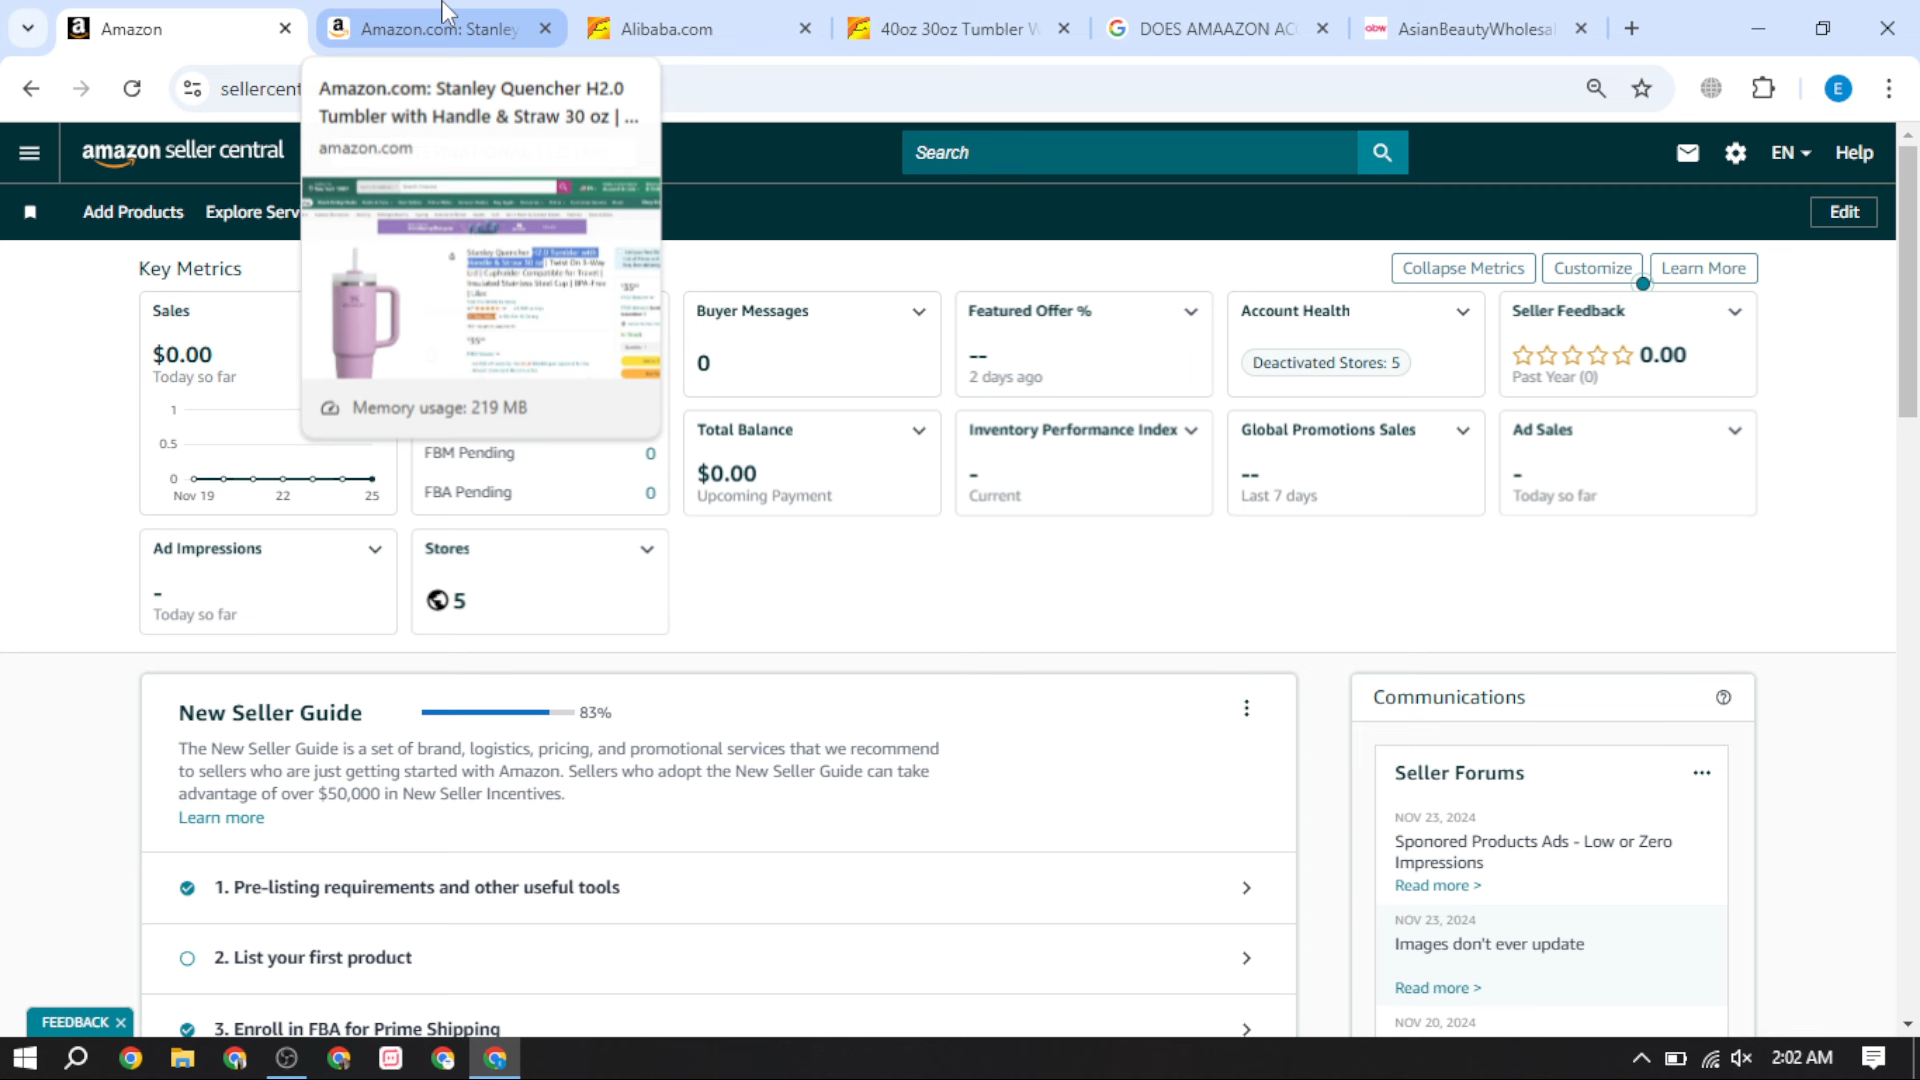 Amazon
Amazon.com: Stanley
Alibaba.com
40oz 30oz Tumbler W
DOES AMAAZON AC
AsianBeautyWholesal
sellercent
E
Amazon.com: Stanley Quencher H2.0
Tumbler with Handle & Straw 30 oz | ...
amazon.com
Memory usage: 219 MB
amazon seller central
Search
EN
Help
Add Products
Explore Serv
Edit
Key Metrics
Collapse Metrics
Customize
Learn More
Sales
$0.00
Today so far
1
0.5
0
Nov 19
22
25
FBM Pending
0
FBA Pending
0
Buyer Messages
0
Featured Offer %
--
2 days ago
Account Health
Deactivated Stores: 5
Seller Feedback
0.00
Past Year (0)
Total Balance
$0.00
Upcoming Payment
Inventory Performance Index
-
Current
Global Promotions Sales
--
Last 7 days
Ad Sales
-
Today so far
Ad Impressions
-
Today so far
Stores
5
New Seller Guide
83%
The New Seller Guide is a set of brand, logistics, pricing, and promotional services that we recommend
to sellers who are just getting started with Amazon. Sellers who adopt the New Seller Guide can take
advantage of over $50,000 in New Seller Incentives.
Learn more
1. Pre-listing requirements and other useful tools
2. List your first product
3. Enroll in FBA for Prime Shipping
Communications
Seller Forums
NOV 23, 2024
Sponored Products Ads - Low or Zero
Impressions
Read more >
NOV 23, 2024
Images don't ever update
Read more >
NOV 20, 2024
FEEDBACK
2:02 AM